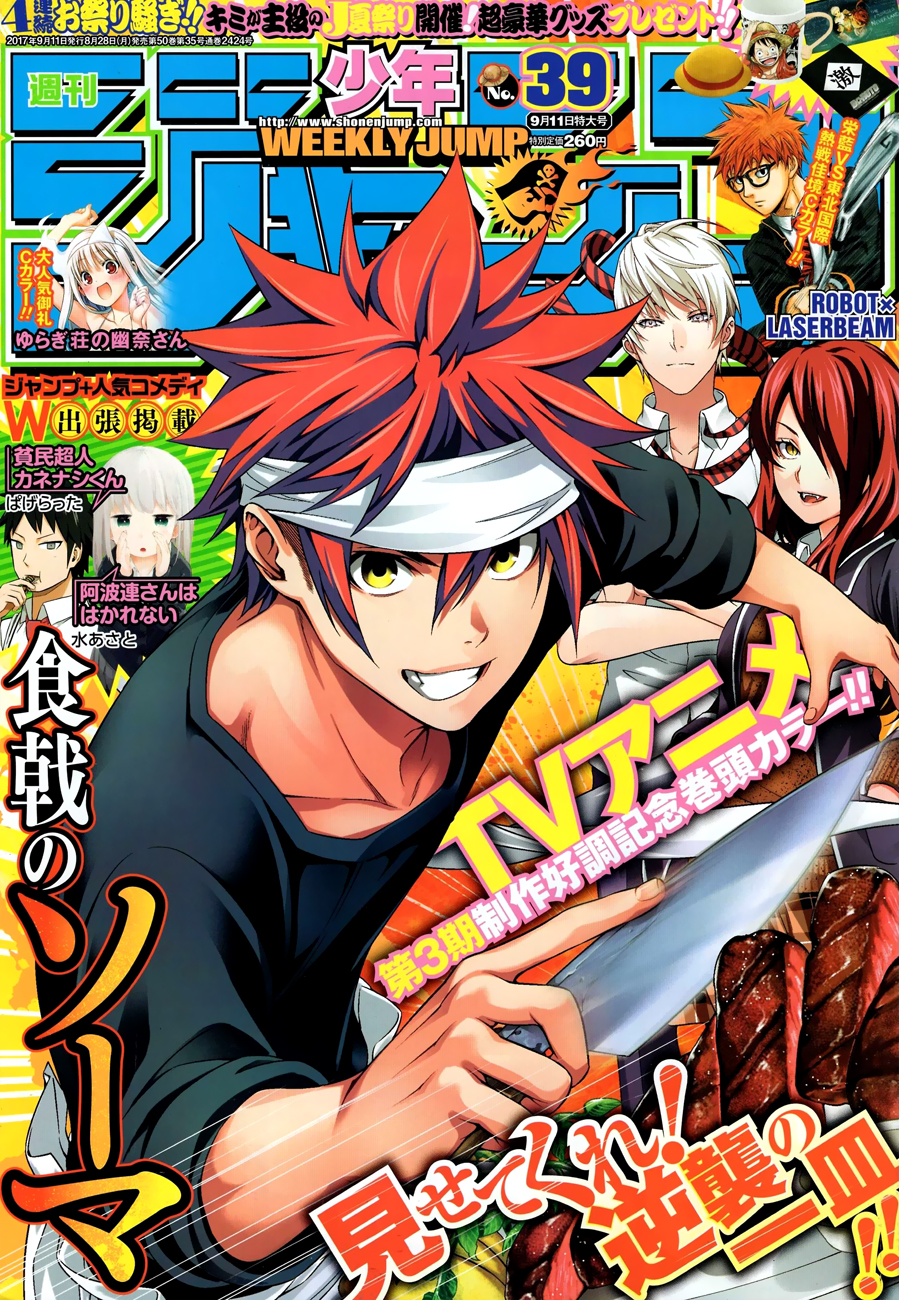 4連続お祭り騒ぎ!! キミが主役のJ夏祭り開催!超豪華グッズプレゼント!!
2017年9月11日発行8月28日(月)発売第50巻第35号通巻2424号
週刊
少年
ジャンプ
No.39
9月11日特大号
特別定価260円
http://www.shonenjump.com
WEEKLY JUMP
激
栄藍VS東北国際
熱戦佳境Cカラー!!
ROBOT×
LASERBEAM
大人気御礼
Cカラー!!
ゆらぎ荘の幽奈さん
ジャンプ+人気コメディ
W出張掲載
貧民超人
カネナシくん
ぱげらった
阿波連さんは
はかれない
水あさと
食戟の
ソーマ
TVアニメ
第3期制作好調記念巻頭カラー!!
見せてくれ!
逆襲の
一皿!!